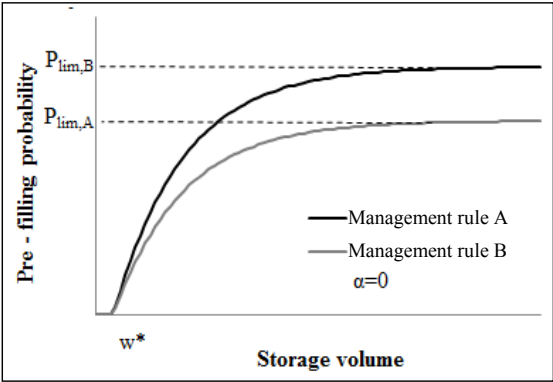 Pre - filling probability
P_lim,B
P_lim,A
Management rule A
Management rule B
α=0
w*
Storage volume